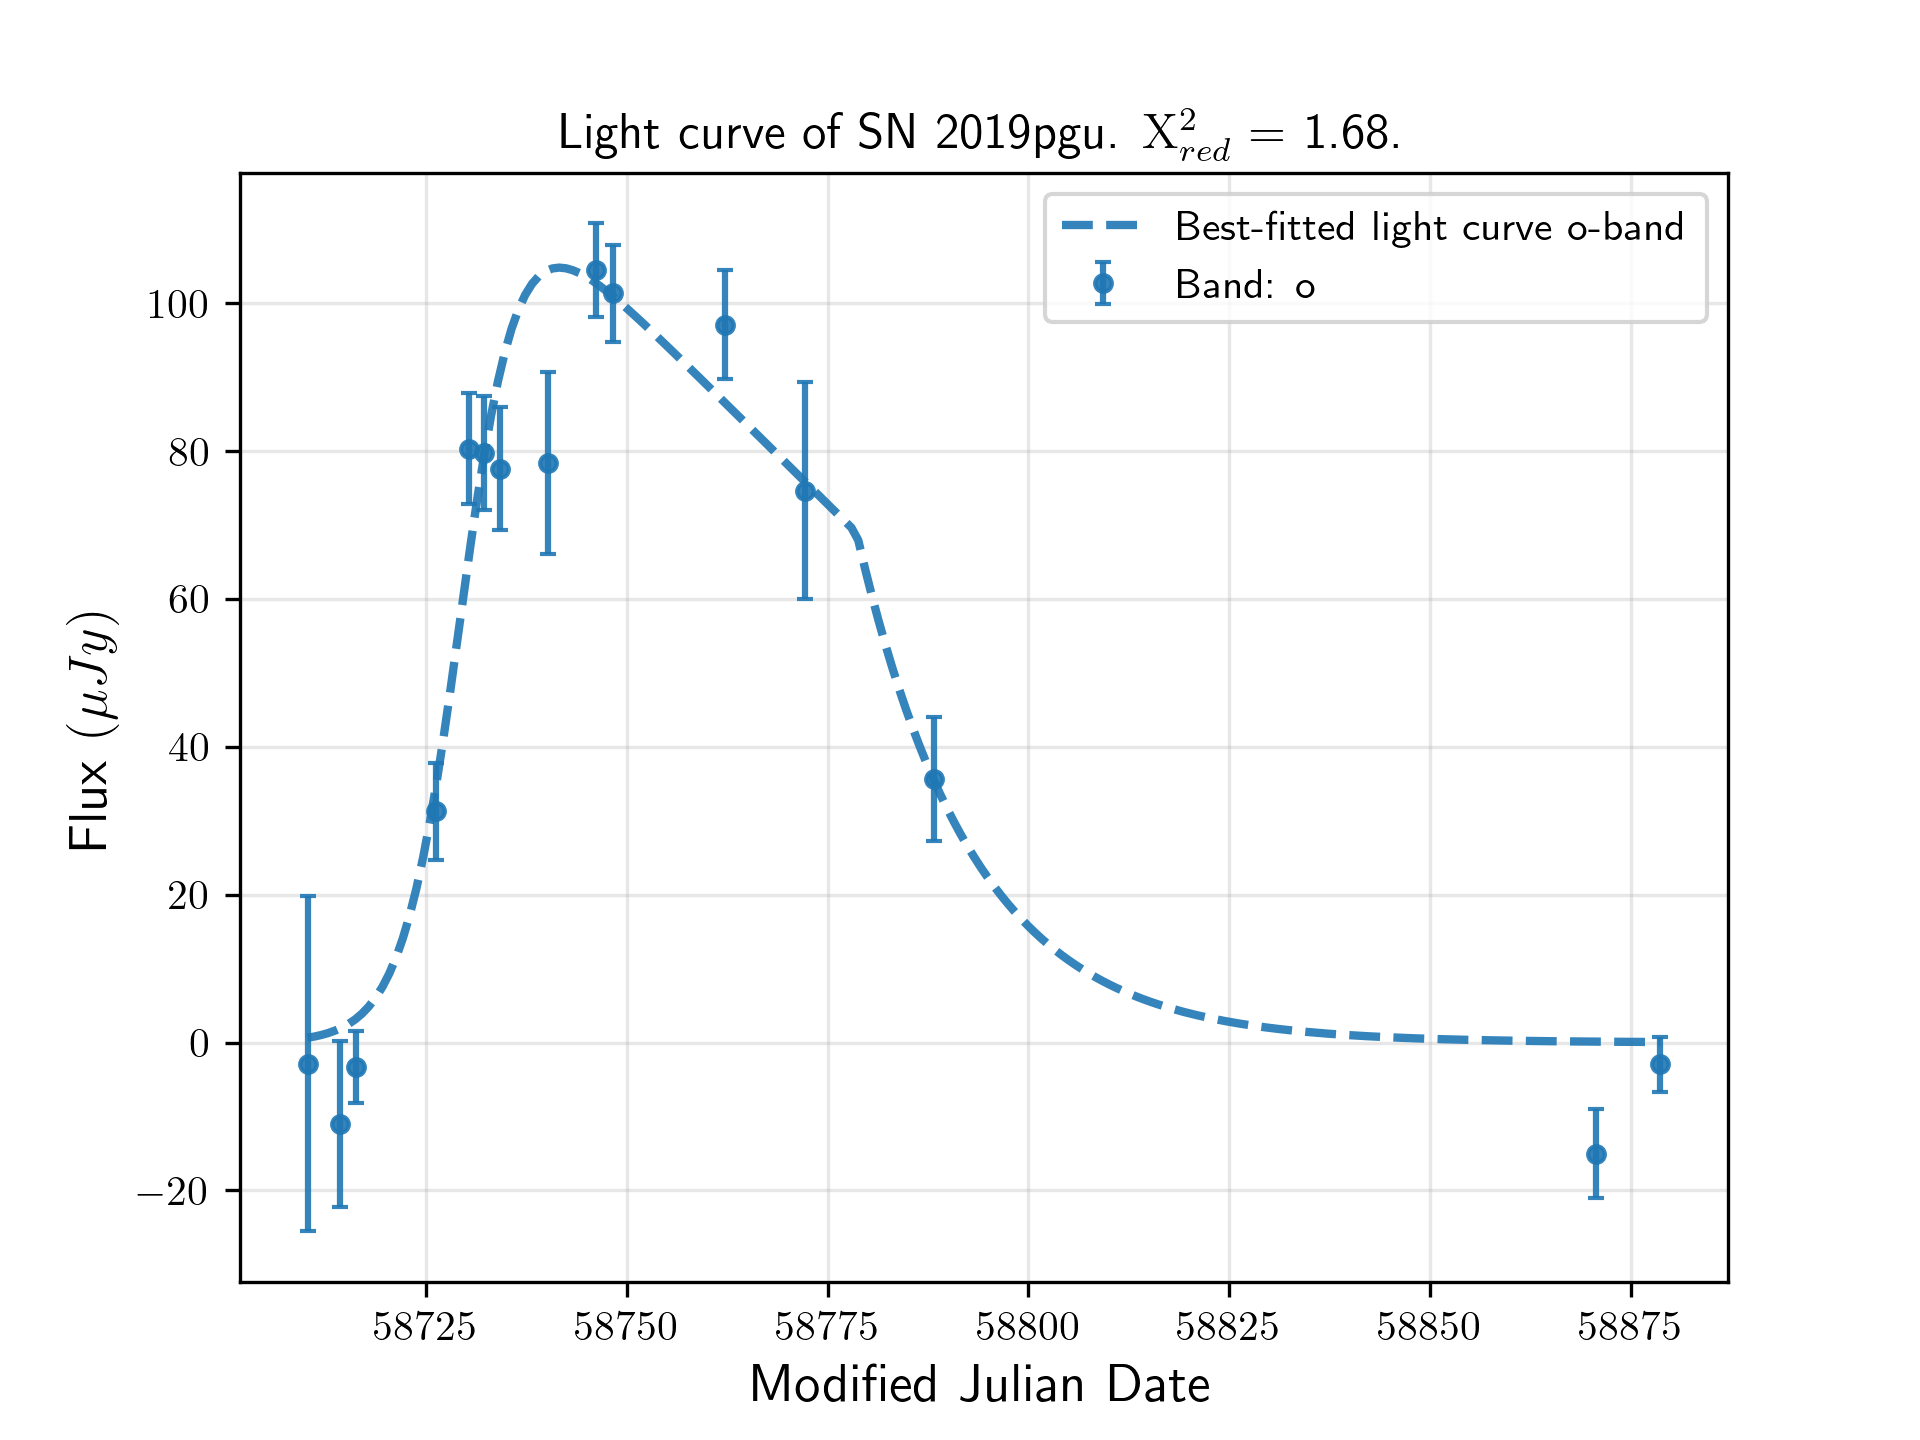 Light curve of SN 2019pgu. X²_red = 1.68.
Best-fitted light curve o-band
Band: o
Flux (μJy)
100
80
60
40
20
0
−20
58725 58750 58775 58800 58825 58850 58875
Modified Julian Date